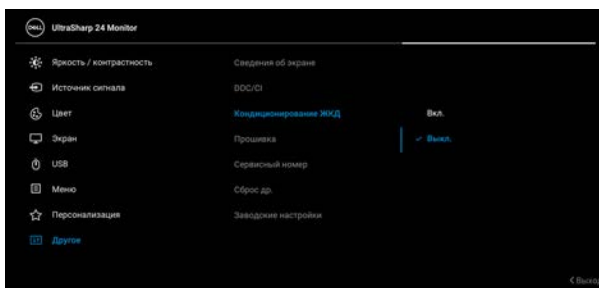 DELL UltraSharp 24 Monitor
Яркость / контрастность
Источник сигнала
Цвет
Экран
USB
Меню
Персонализация
Другое
Сведения об экране
DDC/CI
Кондиционирование ЖКД
Прошивка
Сервисный номер
Сброс др.
Заводские настройки
Вкл.
Выкл.
Выход